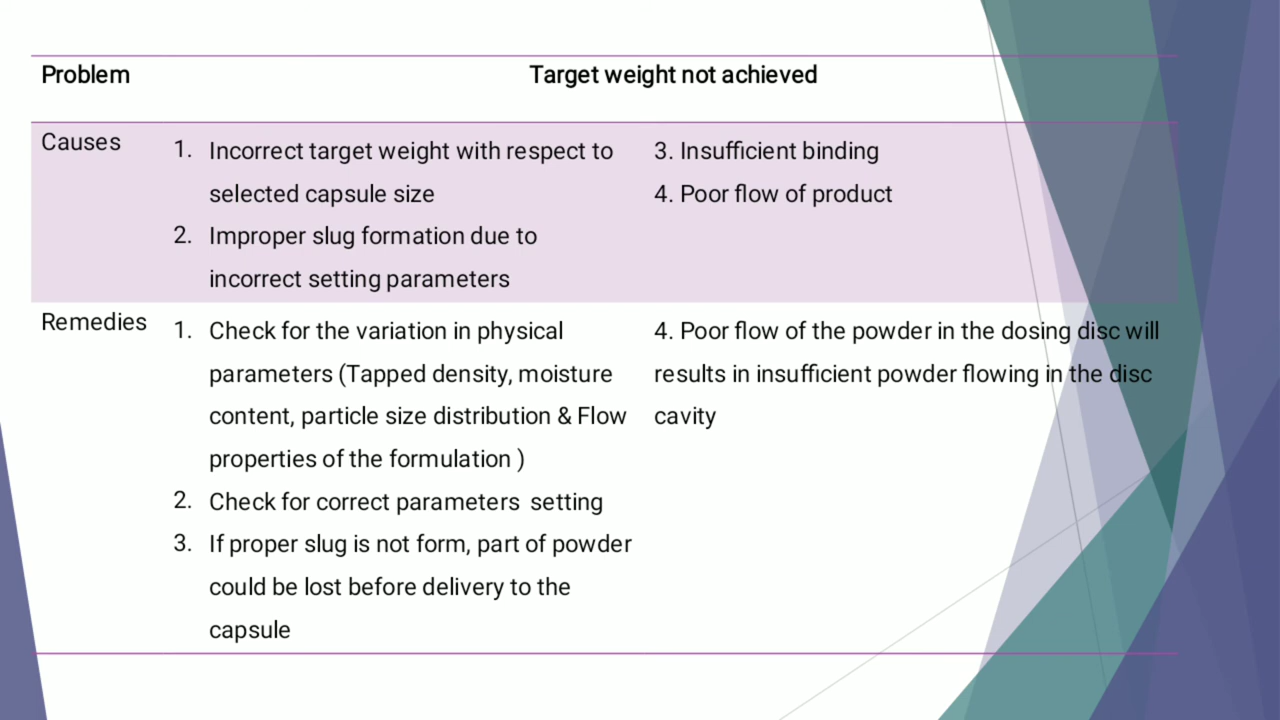 Problem
Target weight not achieved
Causes
1. Incorrect target weight with respect to
selected capsule size
2. Improper slug formation due to
incorrect setting parameters
3. Insufficient binding
4. Poor flow of product
Remedies
1. Check for the variation in physical
parameters (Tapped density, moisture
content, particle size distribution & Flow
properties of the formulation )
2. Check for correct parameters  setting
3. If proper slug is not form, part of powder
could be lost before delivery to the
capsule
4. Poor flow of the powder in the dosing disc will
results in insufficient powder flowing in the disc
cavity